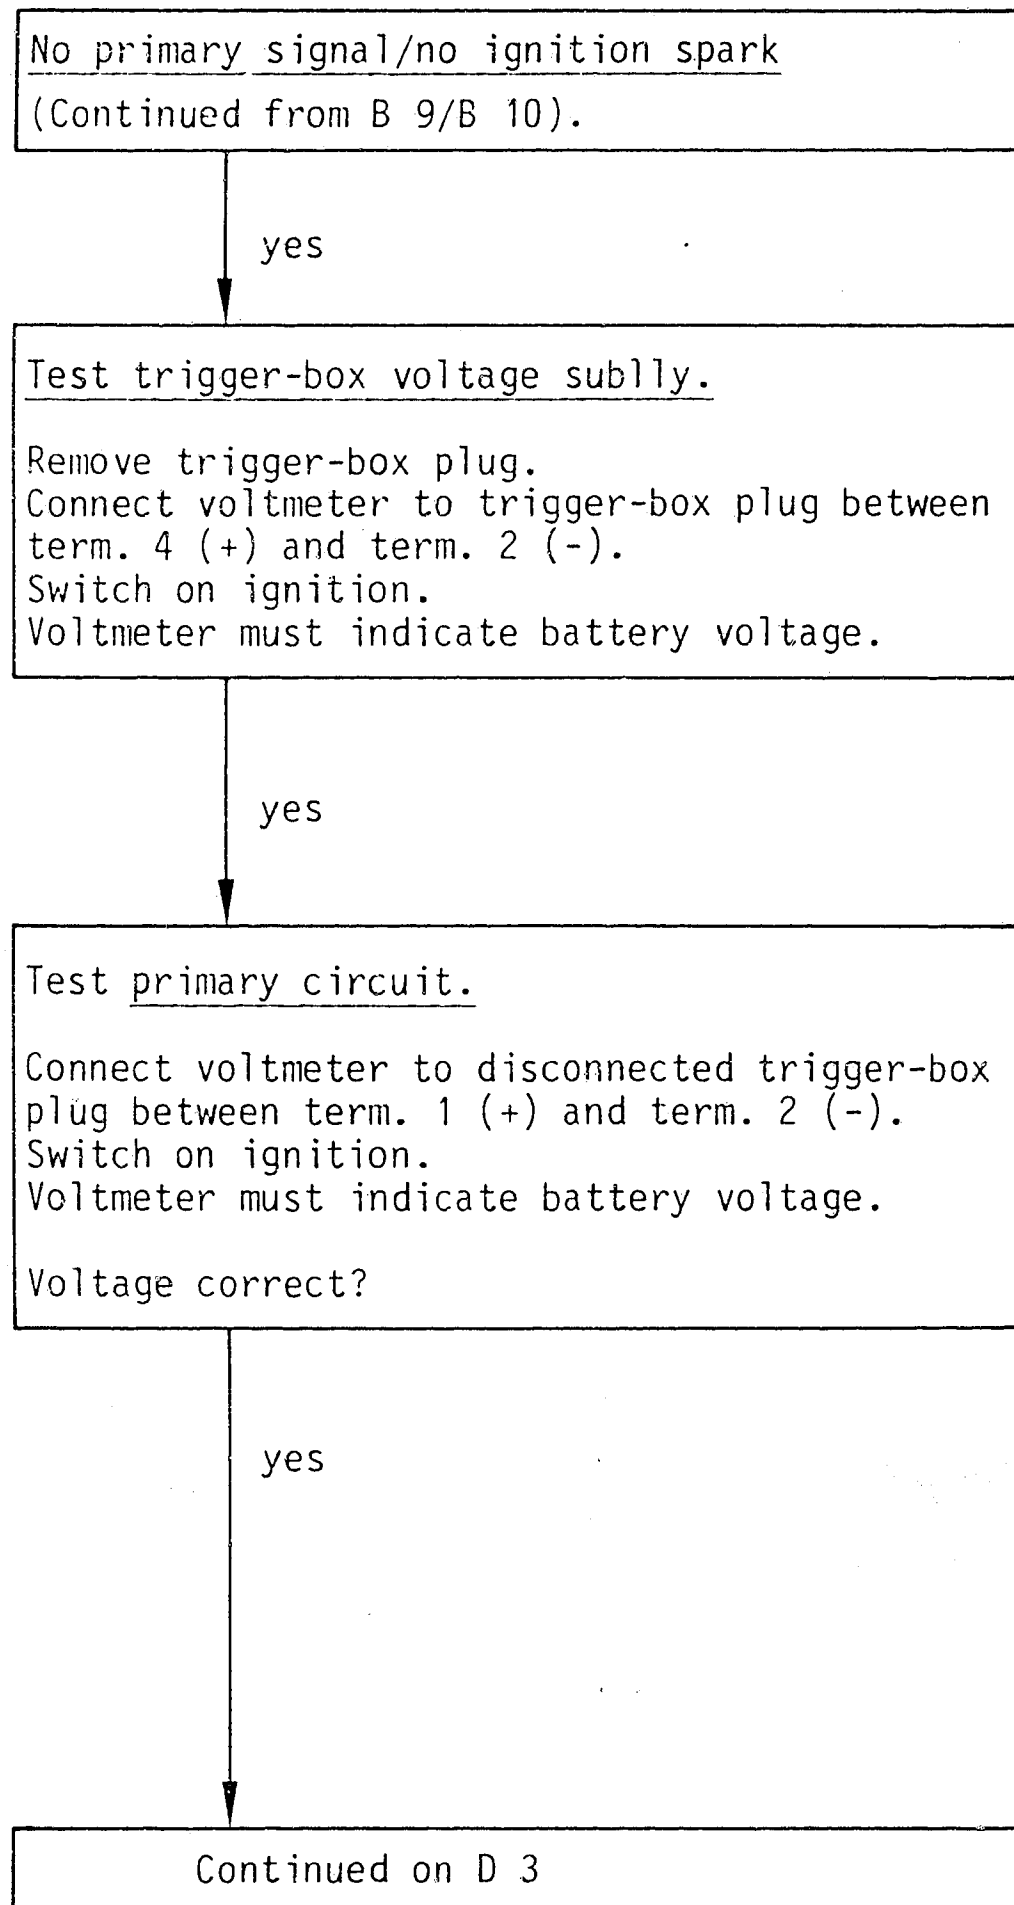 No primary signal/no ignition spark
(Continued from B 9/B 10).
yes
Test trigger-box voltage sublly.
Remove trigger-box plug.
Connect voltmeter to trigger-box plug between
term. 4 (+) and term. 2 (-).
Switch on ignition.
Voltmeter must indicate battery voltage.
yes
Test primary circuit.
Connect voltmeter to disconnected trigger-box
plug between term. 1 (+) and term. 2 (-).
Switch on ignition.
Voltmeter must indicate battery voltage.
Voltage correct?
yes
Continued on D 3